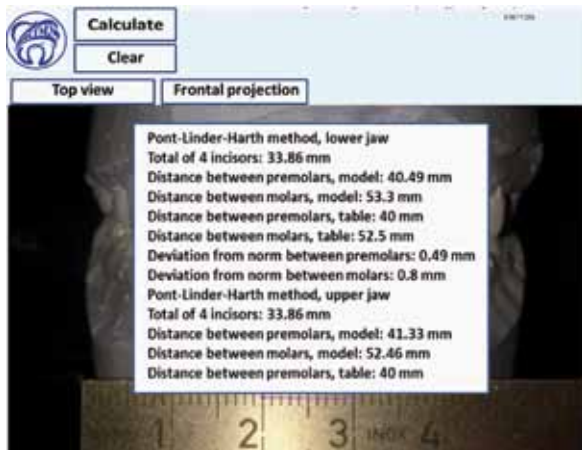 Calculate
Clear
Top view
Frontal projection
Pont-Linder-Harth method, lower jaw
Total of 4 incisors: 33.86 mm
Distance between premolars, model: 40.49 mm
Distance between molars, model: 53.3 mm
Distance between premolars, table: 40 mm
Distance between molars, table: 52.5 mm
Deviation from norm between premolars: 0.49 mm
Deviation from norm between molars: 0.8 mm
Pont-Linder-Harth method, upper jaw
Total of 4 incisors: 33.86 mm
Distance between premolars, model: 41.33 mm
Distance between molars, model: 52.46 mm
Distance between premolars, table: 40 mm
1 2 3 INOX 4